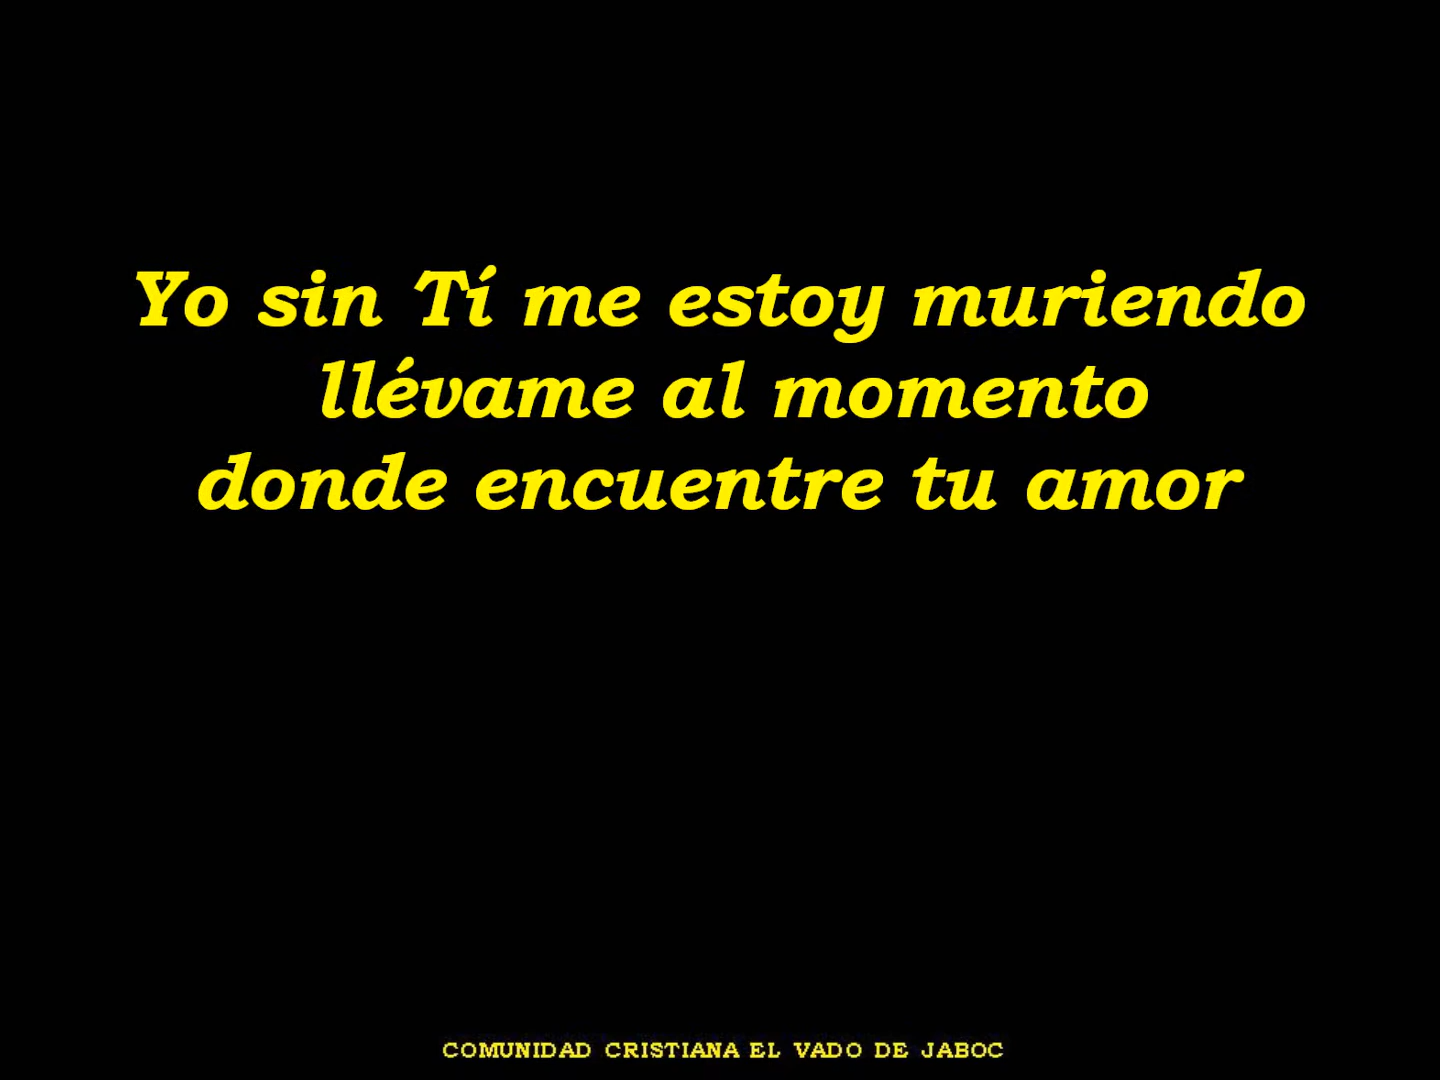 Yo sin Tí me estoy muriendo
llévame al momento
donde encuentre tu amor
COMUNIDAD CRISTIANA EL VADO DE JABOC